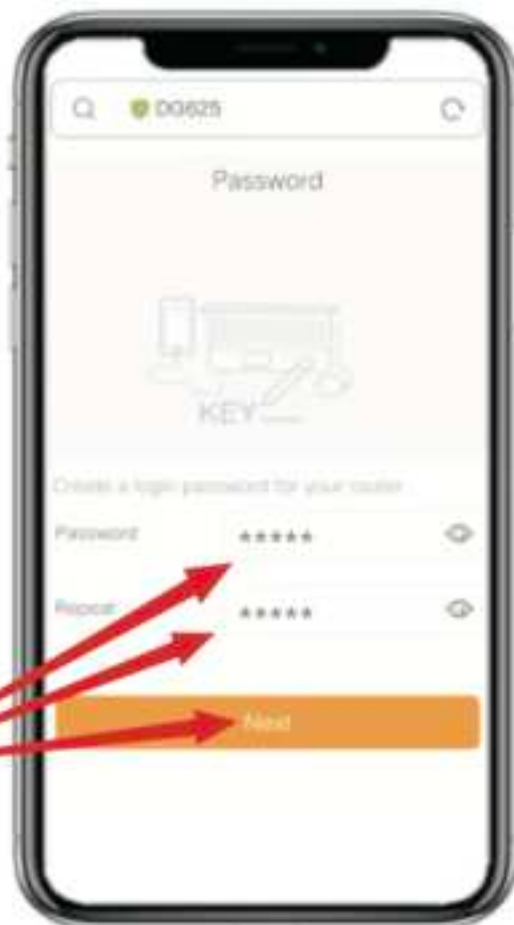 DG625
Password
KEY
Create a login password for your router
Password
*****
Repeat
*****
Next